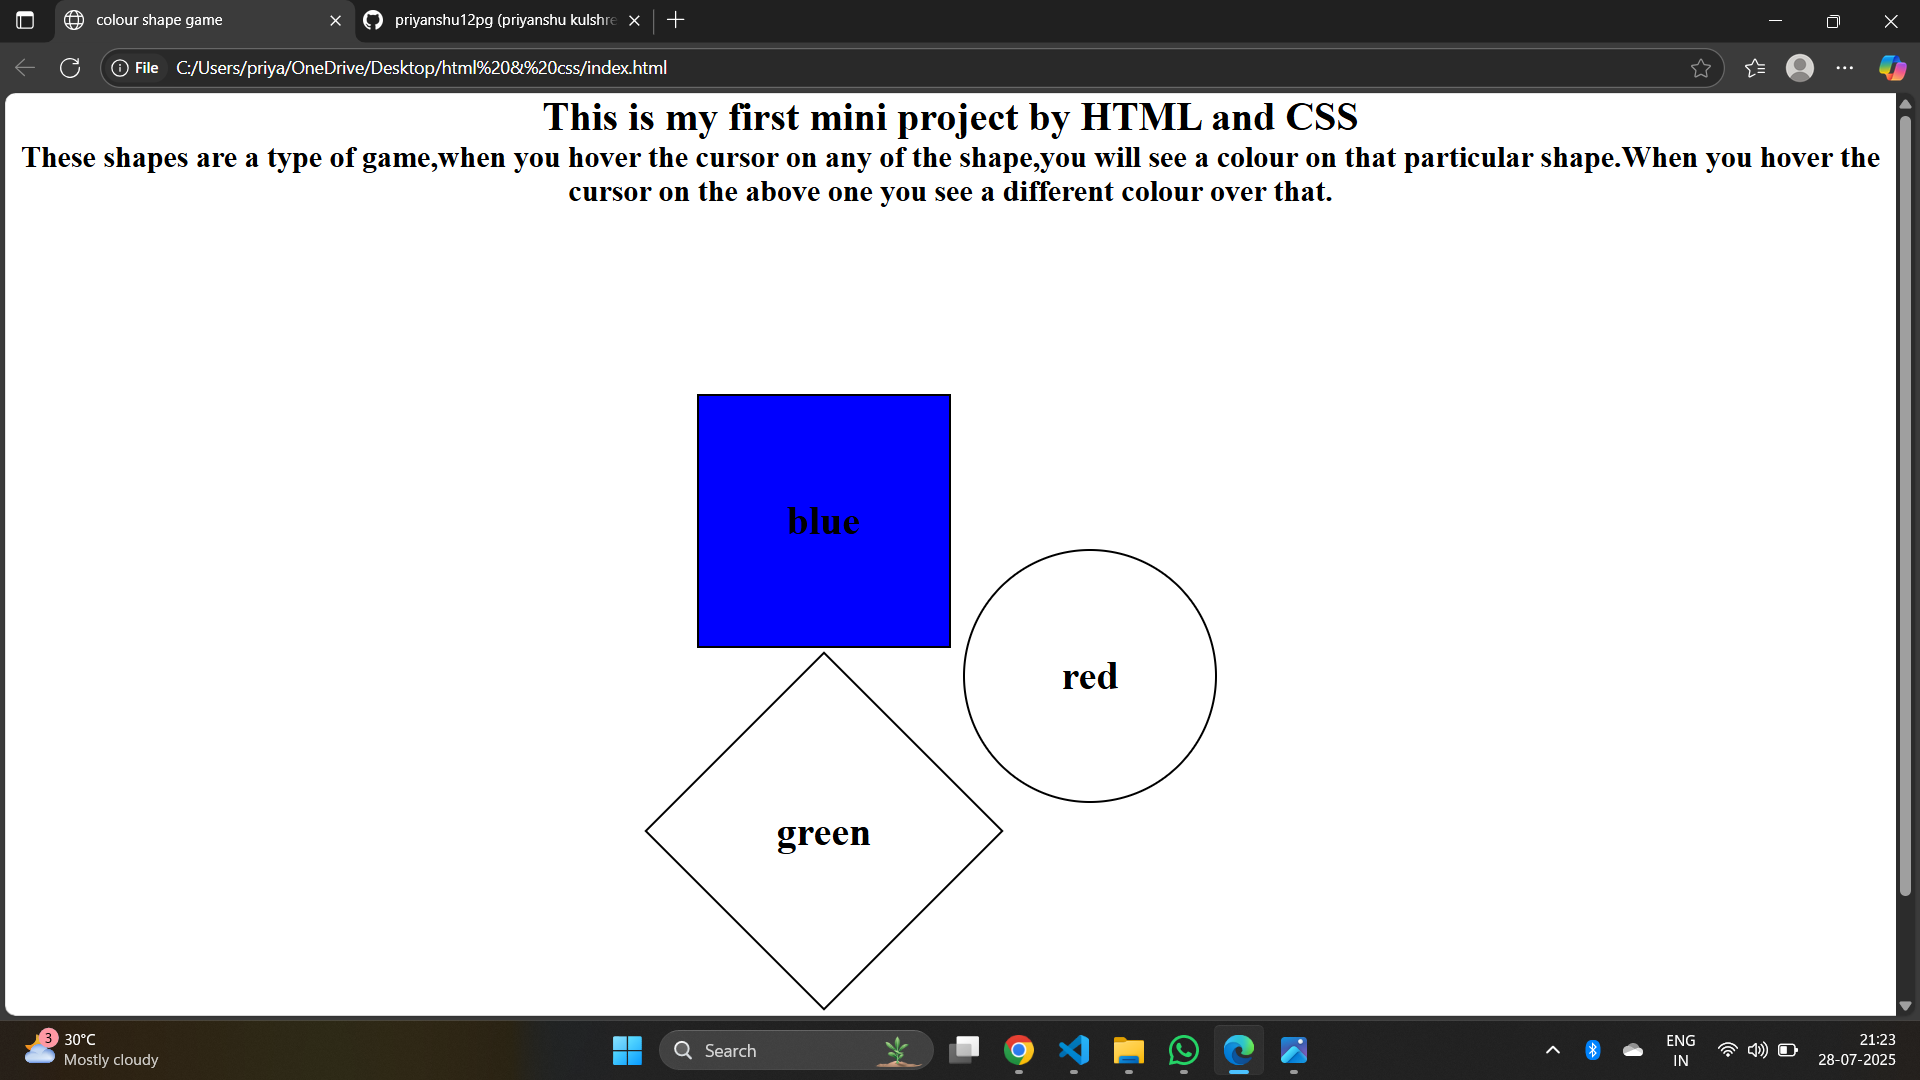 colour shape game
priyanshu12pg (priyanshu kulshre
File C:/Users/priya/OneDrive/Desktop/html%20&%20css/index.html
This is my first mini project by HTML and CSS
These shapes are a type of game,when you hover the cursor on any of the shape,you will see a colour on that particular shape.When you hover the
cursor on the above one you see a different colour over that.
blue
red
green
3
30°C
Mostly cloudy
Search
ENG
IN
21:23
28-07-2025